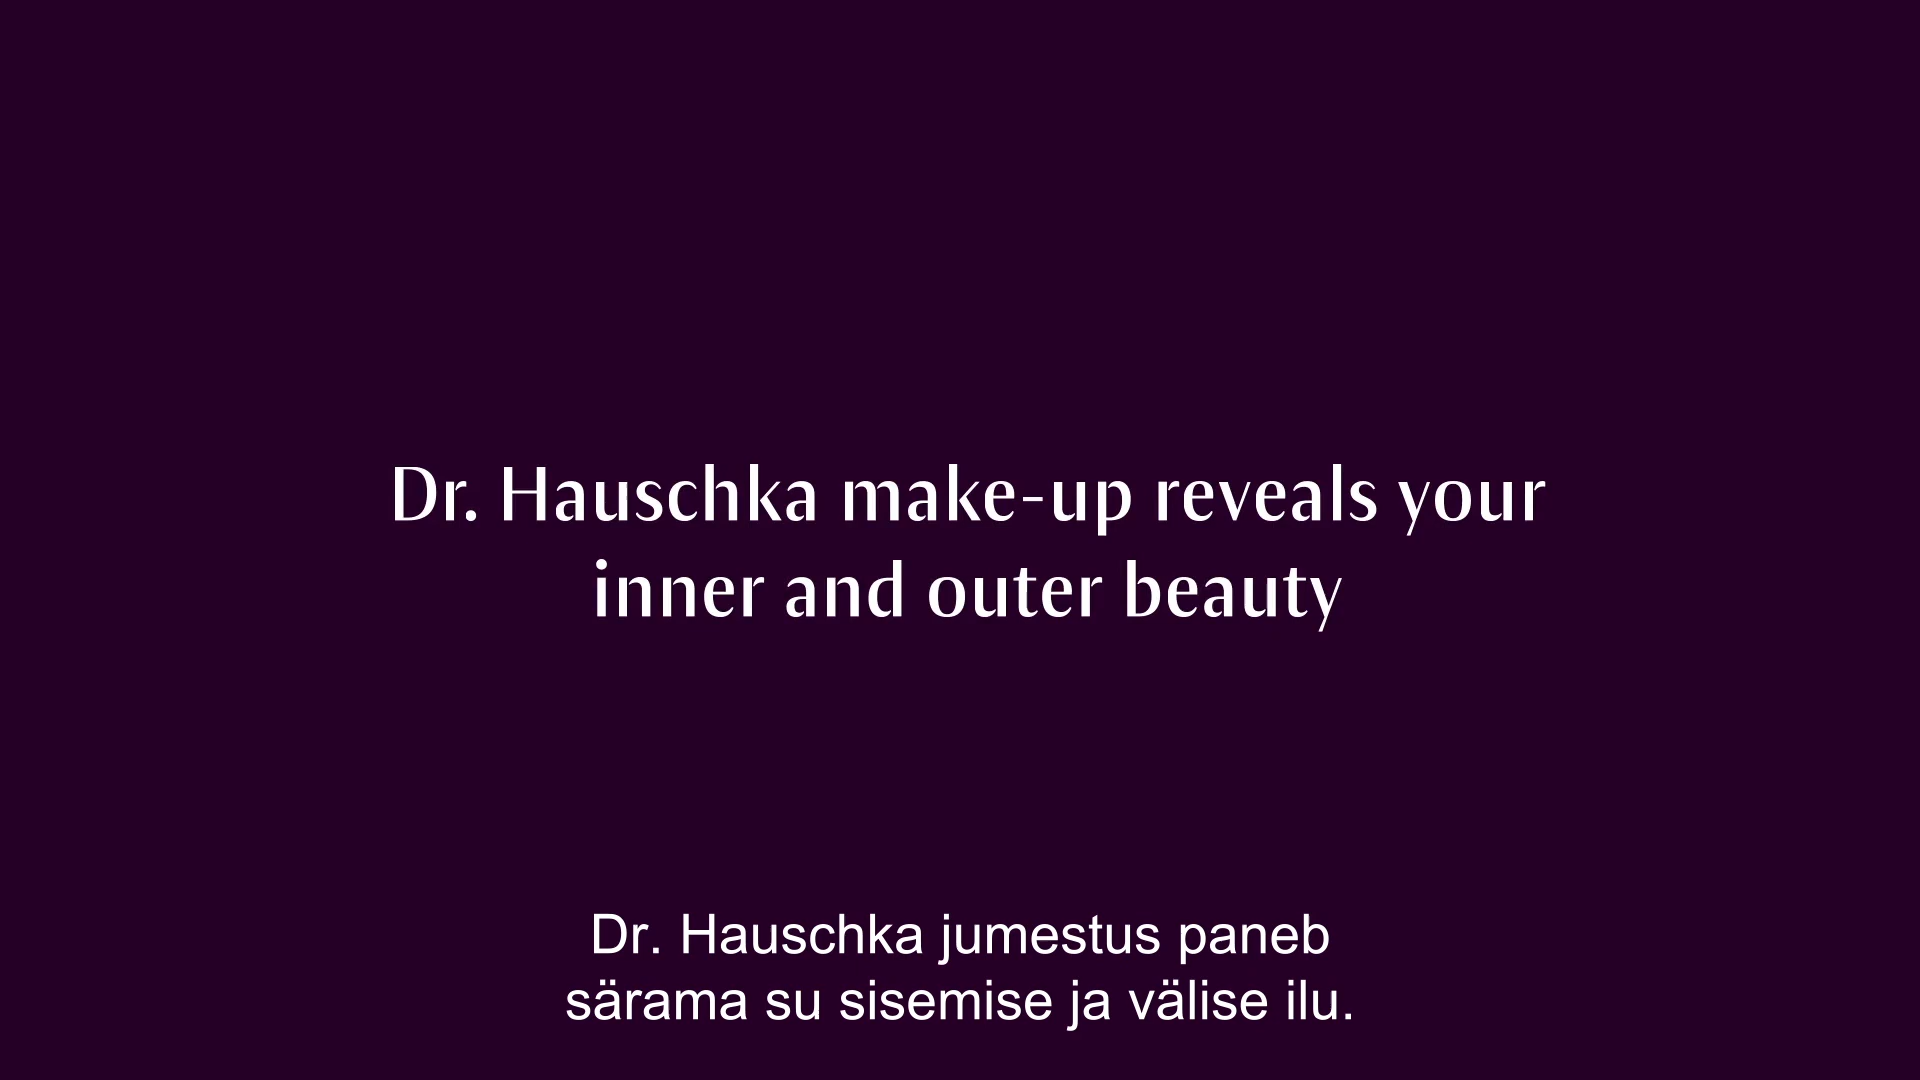 Dr. Hauschka make-up reveals your
inner and outer beauty
Dr. Hauschka jumestus paneb
särama su sisemise ja välise ilu.